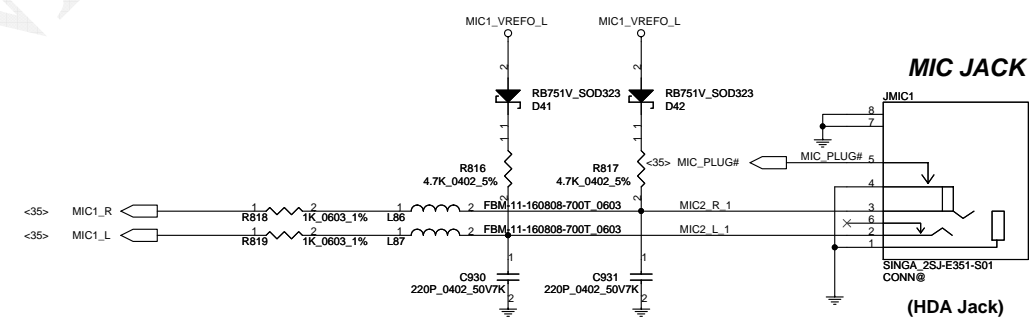 MIC1_VREFO_L
MIC1_VREFO_L
MIC JACK
2
2
RB751V_SOD323
D41
RB751V_SOD323
D42
JMIC1
8
7
1
1
1
1
R816
4.7K_0402_5%
R817
4.7K_0402_5%
<35> MIC_PLUG#
MIC_PLUG#
5
2
2
4
<35> MIC1_R
R818
1
2
1K_0603_1%
1
L86
2
FBM-11-160808-700T_0603
MIC2_R_1
3
6
<35> MIC1_L
R819
1
2
1K_0603_1%
1
L87
2
FBM-11-160808-700T_0603
MIC2_L_1
2
1
1
C930
220P_0402_50V7K
2
1
C931
220P_0402_50V7K
2
SINGA_2SJ-E351-S01
CONN@
(HDA Jack)